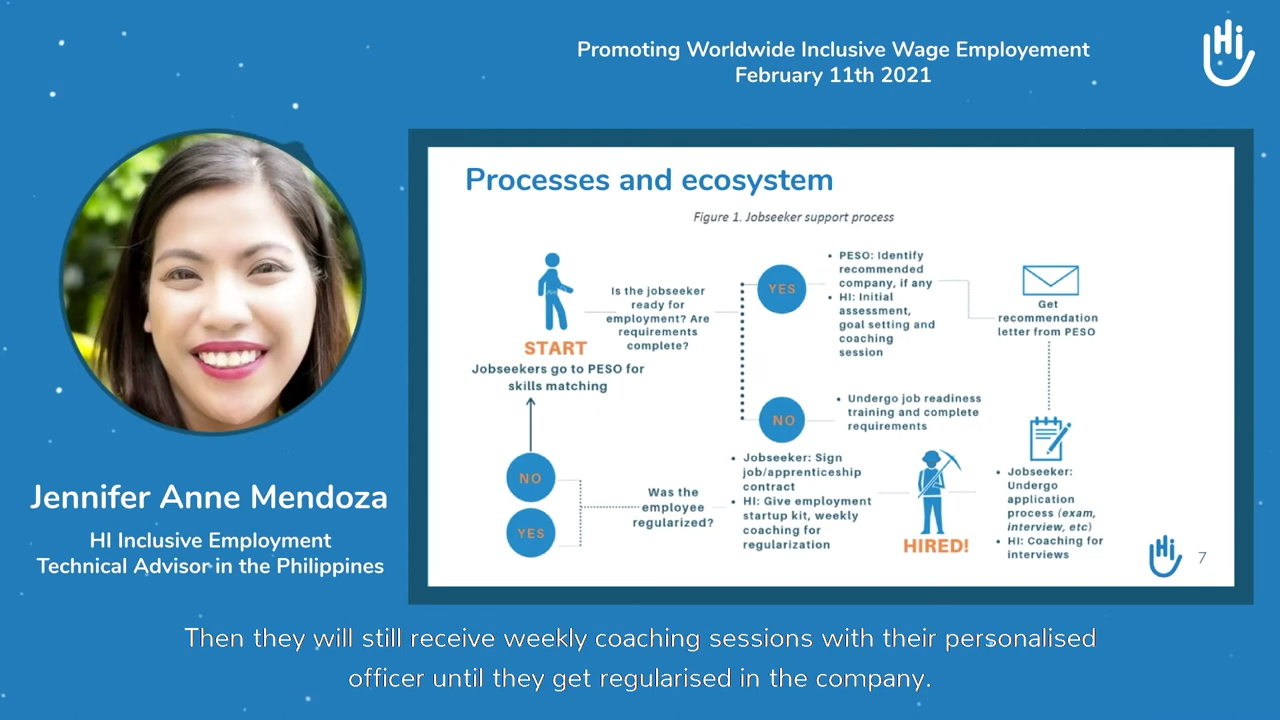 Promoting Worldwide Inclusive Wage Employement
February 11th 2021
Hi
Processes and ecosystem
Figure 1. Jobseeker support process
START
Jobseekers go to PESO for
skills matching
Is the jobseeker
ready for
employment? Are
requirements
complete?
YES
• PESO: Identify
recommended
company, if any
• HI: Initial
assessment,
goal setting and
coaching
session
Get
recommendation
letter from PESO
NO
• Undergo job readiness
training and complete
requirements
• Jobseeker:
Undergo
application
process (exam,
interview, etc)
• HI: Coaching for
interviews
HIRED!
• Jobseeker: Sign
job/apprenticeship
contract
• HI: Give employment
startup kit, weekly
coaching for
regularization
Was the
employee
regularized?
NO
YES
Hi
7
Jennifer Anne Mendoza
HI Inclusive Employment
Technical Advisor in the Philippines
Then they will still receive weekly coaching sessions with their personalised
officer until they get regularised in the company.